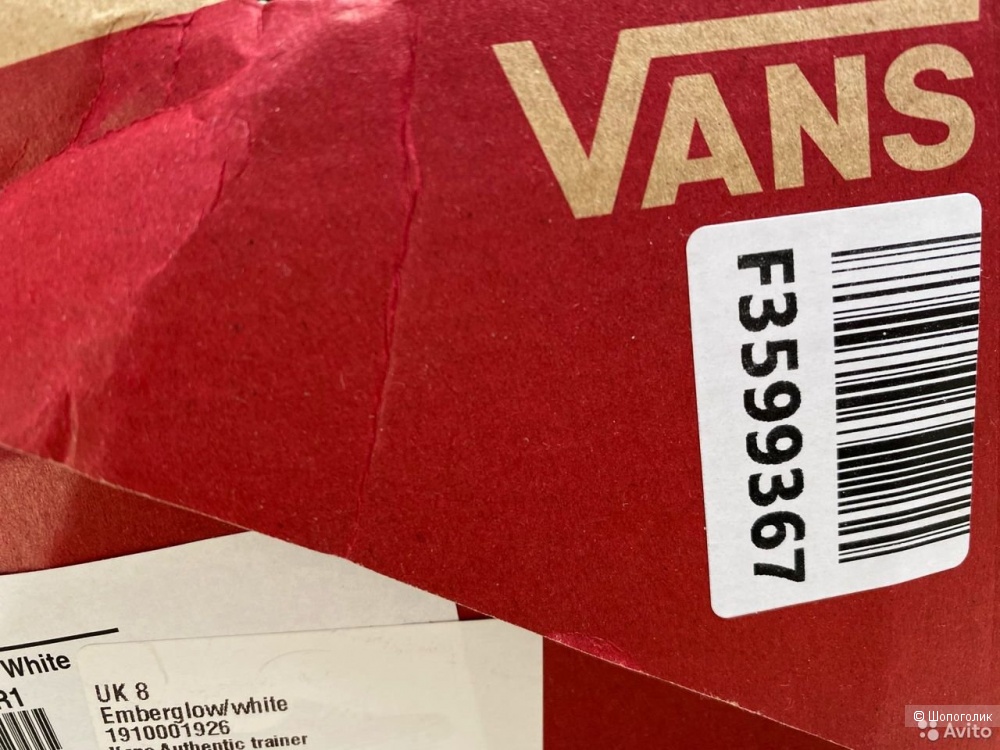 VANS
F3599367
White
R1
UK 8
Emberglow/white
1910001926
Vans Authentic trainer
© Шопоголик
Avito